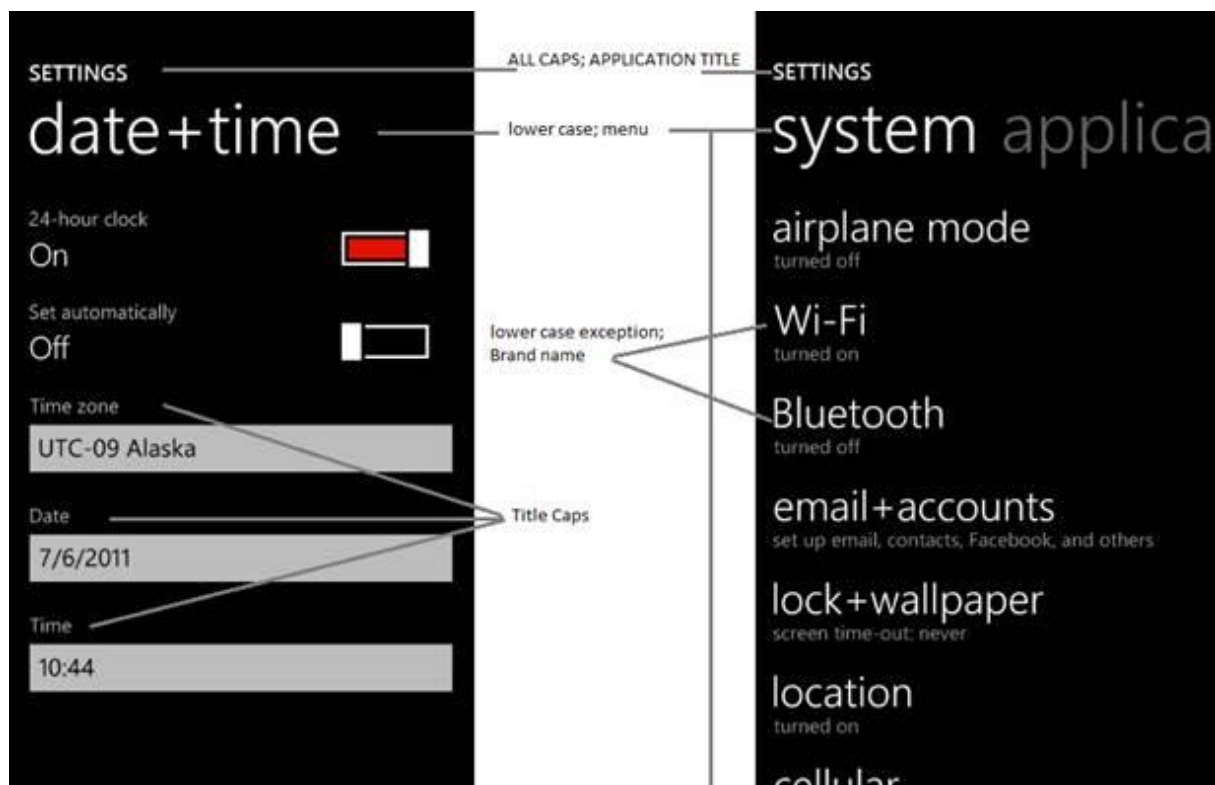 SETTINGS
date+time
24-hour clock
On
Set automatically
Off
Time zone
UTC-09 Alaska
Date
7/6/2011
Time
10:44
ALL CAPS; APPLICATION TITLE
lower case; menu
lower case exception;
Brand name
Title Caps
SETTINGS
system applica
airplane mode
turned off
Wi-Fi
turned on
Bluetooth
turned off
email+accounts
set up email, contacts, Facebook, and others
lock+wallpaper
screen time-out: never
location
turned on
cellular